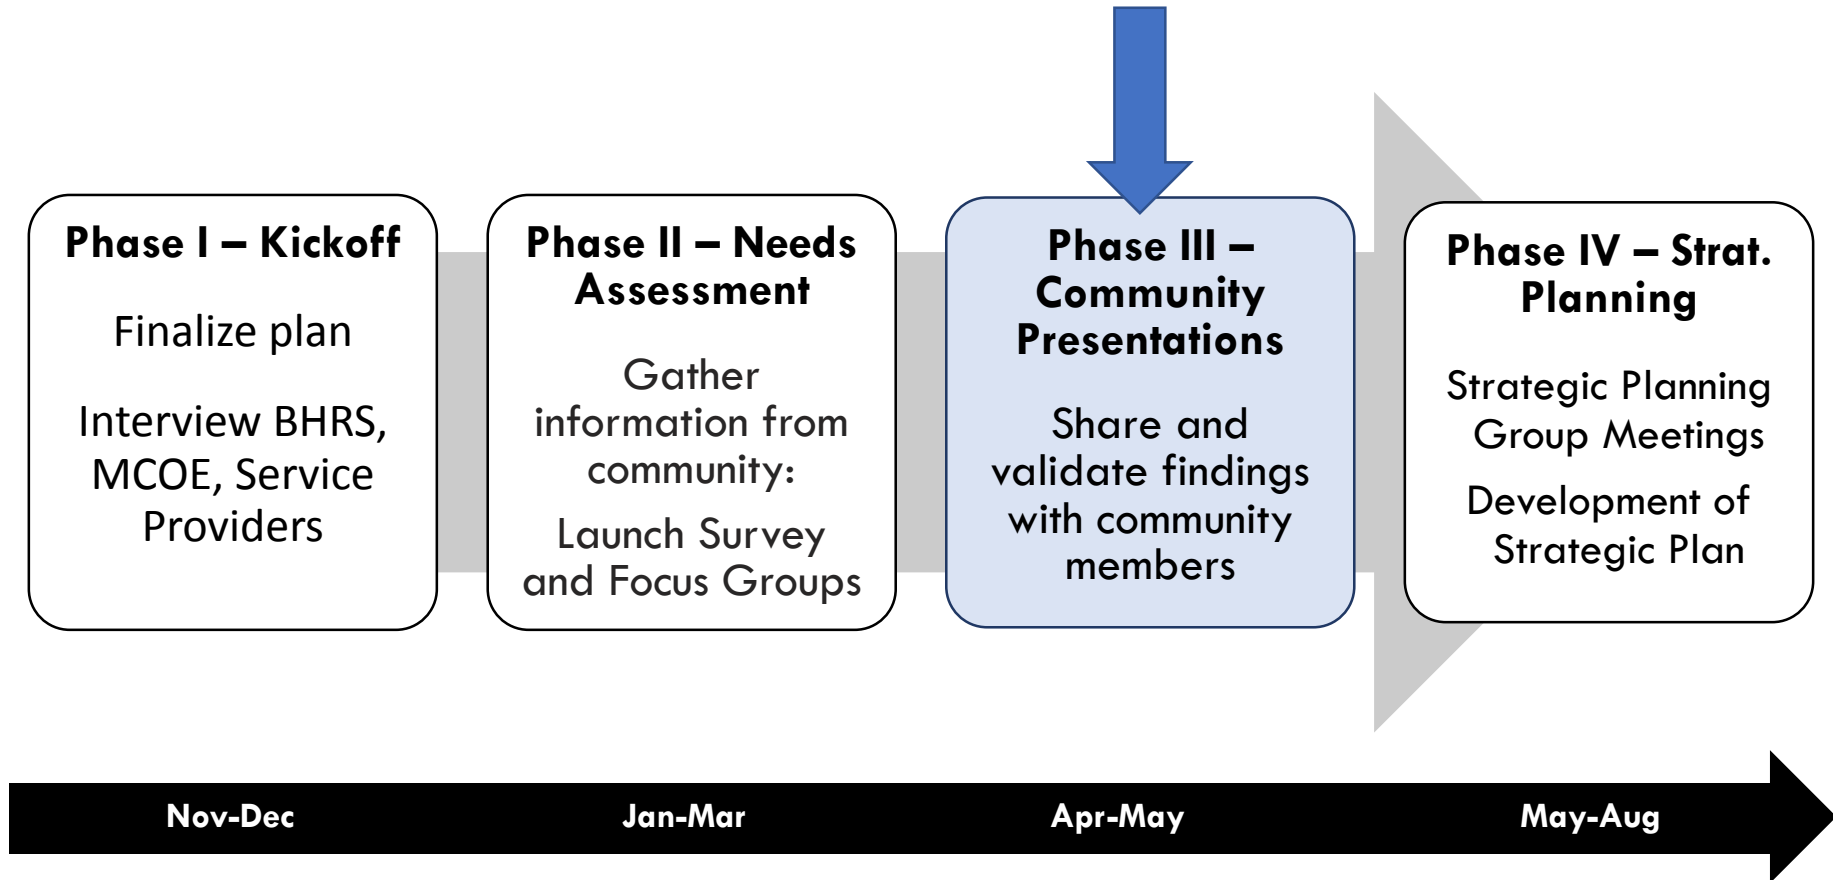 Phase I – Kickoff
Finalize plan
Interview BHRS,
MCOE, Service
Providers
Phase II – Needs
Assessment
Gather
information from
community:
Launch Survey
and Focus Groups
Phase III –
Community
Presentations
Share and
validate findings
with community
members
Phase IV – Strat.
Planning
Strategic Planning
Group Meetings
Development of
Strategic Plan
Nov-Dec
Jan-Mar
Apr-May
May-Aug